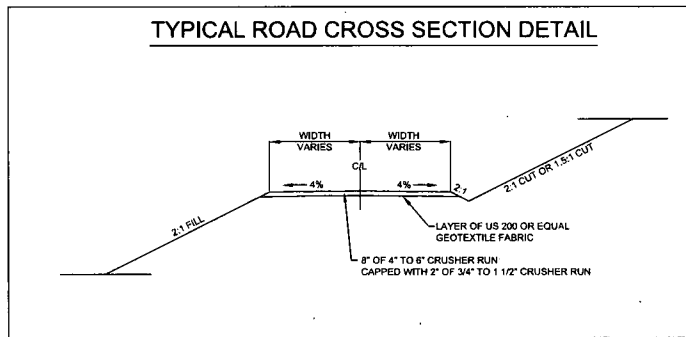 TYPICAL ROAD CROSS SECTION DETAIL
WIDTH
VARIES
WIDTH
VARIES
C/L
4%
4%
2:1
2:1 CUT OR 1.5:1 CUT
2:1 FILL
LAYER OF US 200 OR EQUAL
GEOTEXTILE FABRIC
8" OF 4" TO 6" CRUSHER RUN
CAPPED WITH 2" OF 3/4" TO 1 1/2" CRUSHER RUN